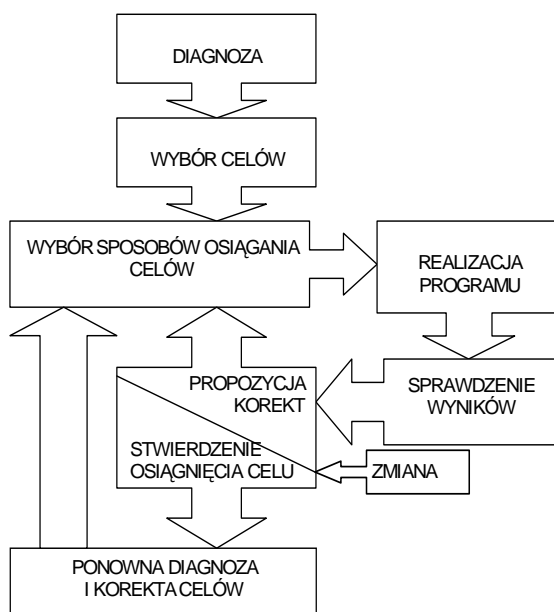 DIAGNOZA
WYBÓR CELÓW
WYBÓR SPOSOBÓW OSIĄGANIA
CELÓW
REALIZACJA
PROGRAMU
PROPOZYCJA
KOREKT
SPRAWDZENIE
WYNIKÓW
STWIERDZENIE
OSIĄGNIĘCIA CELU
ZMIANA
PONOWNA DIAGNOZA
I KOREKTA CELÓW